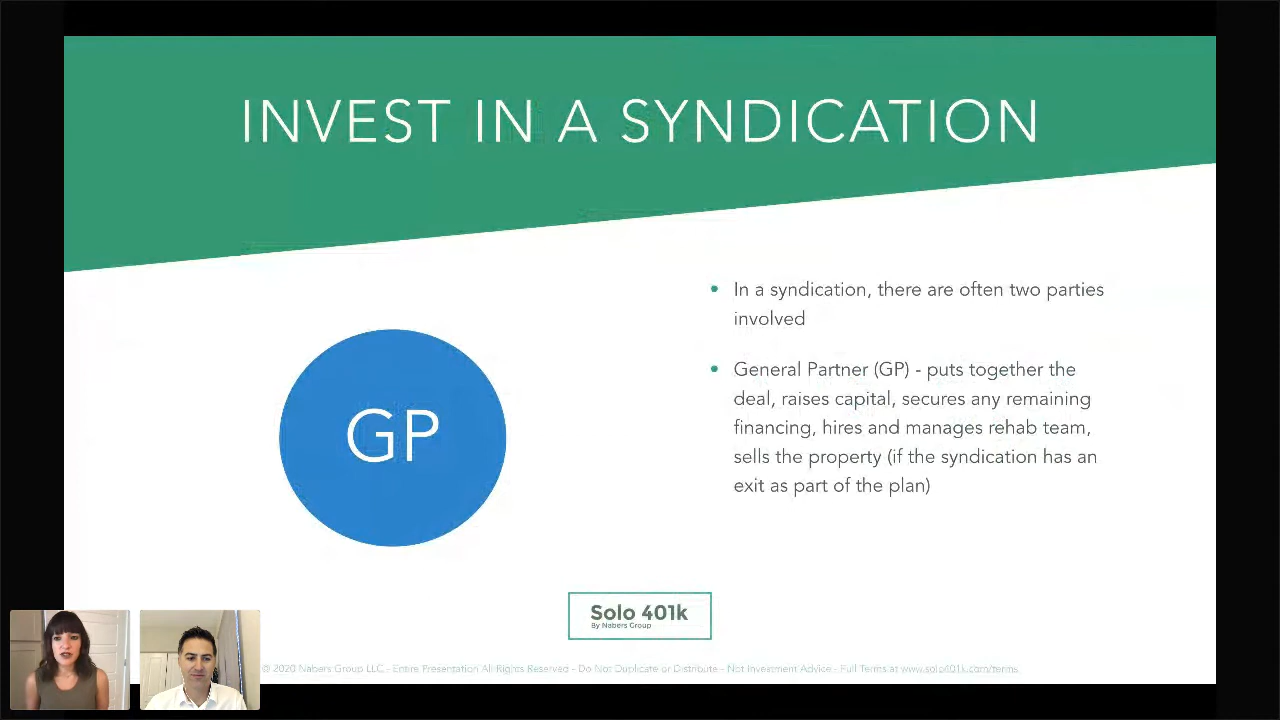 INVEST IN A SYNDICATION
• In a syndication, there are often two parties
involved
• General Partner (GP) - puts together the
deal, raises capital, secures any remaining
financing, hires and manages rehab team,
sells the property (if the syndication has an
exit as part of the plan)
GP
Solo 401k
By Nabers Group
© 2020 Nabers Group LLC - Entire Presentation All Rights Reserved - Do Not Duplicate or Distribute - Not Investment Advice - Full Terms at www.solo401k.com/terms